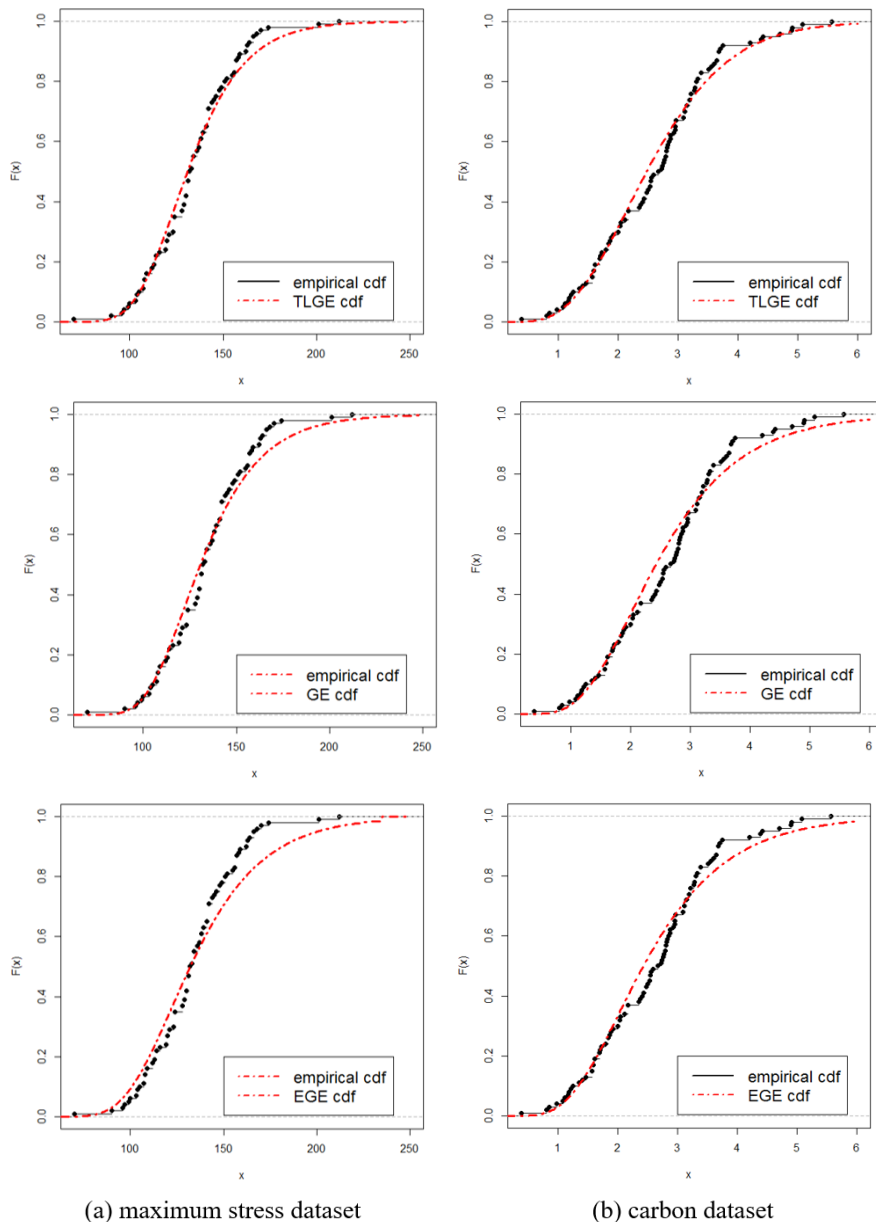 1.0
0.8
0.6
0.4
0.2
0.0
F(x)
empirical cdf
TLGE cdf
100 150 200 250
x
1.0
0.8
0.6
0.4
0.2
0.0
F(x)
empirical cdf
TLGE cdf
1 2 3 4 5 6
x
1.0
0.8
0.6
0.4
0.2
0.0
F(x)
empirical cdf
GE cdf
100 150 200 250
x
1.0
0.8
0.6
0.4
0.2
0.0
F(x)
empirical cdf
GE cdf
1 2 3 4 5 6
x
1.0
0.8
0.6
0.4
0.2
0.0
F(x)
empirical cdf
EGE cdf
100 150 200 250
x
1.0
0.8
0.6
0.4
0.2
0.0
F(x)
empirical cdf
EGE cdf
1 2 3 4 5 6
x
(a) maximum stress dataset
(b) carbon dataset